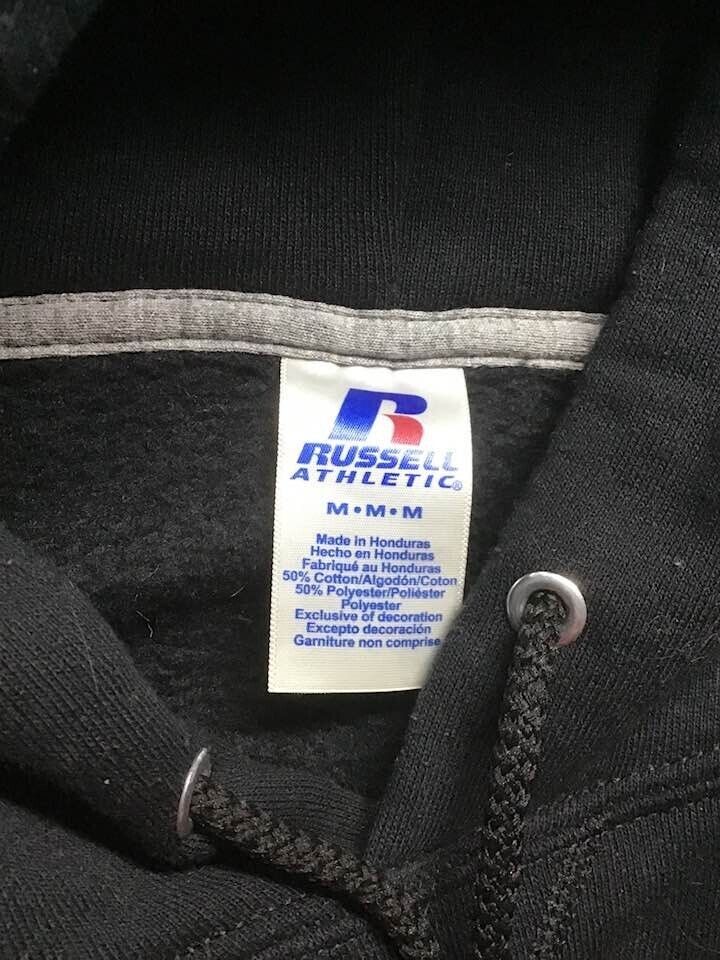 R
RUSSELL
ATHLETIC®
M•M•M
Made in Honduras
Hecho en Honduras
Fabriqué au Honduras
50% Cotton/Algodón/Coton
50% Polyester/Poliéster
Polyester
Exclusive of decoration
Excepto decoración
Garniture non comprise